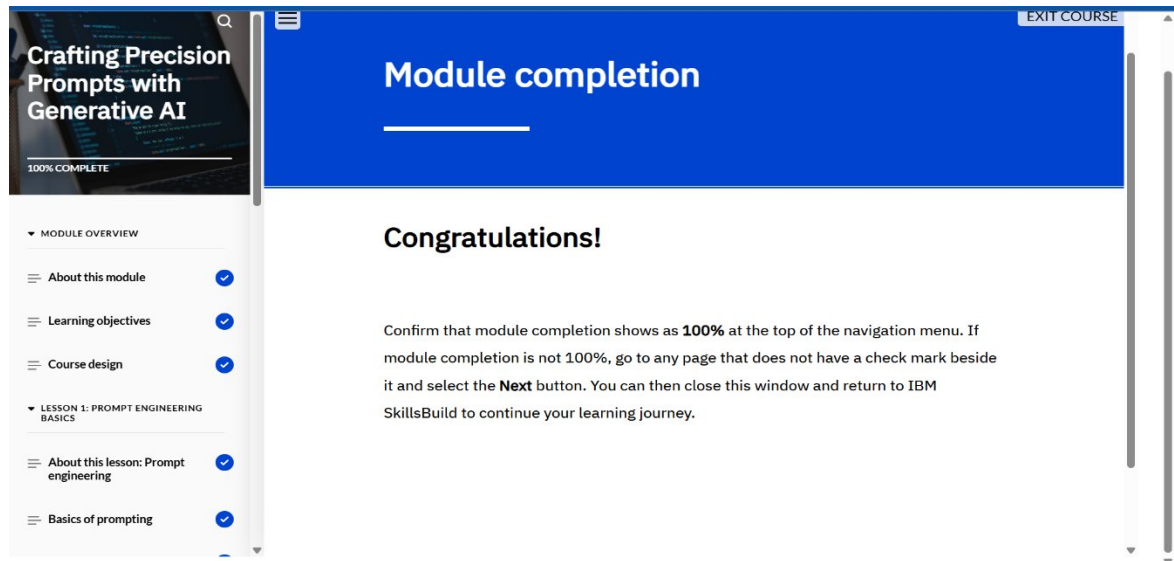 Crafting Precision
Prompts with
Generative AI
100% COMPLETE
MODULE OVERVIEW
About this module
Learning objectives
Course design
LESSON 1: PROMPT ENGINEERING
BASICS
About this lesson: Prompt
engineering
Basics of prompting
EXIT COURSE
Module completion
Congratulations!
Confirm that module completion shows as 100% at the top of the navigation menu. If
module completion is not 100%, go to any page that does not have a check mark beside
it and select the Next button. You can then close this window and return to IBM
SkillsBuild to continue your learning journey.